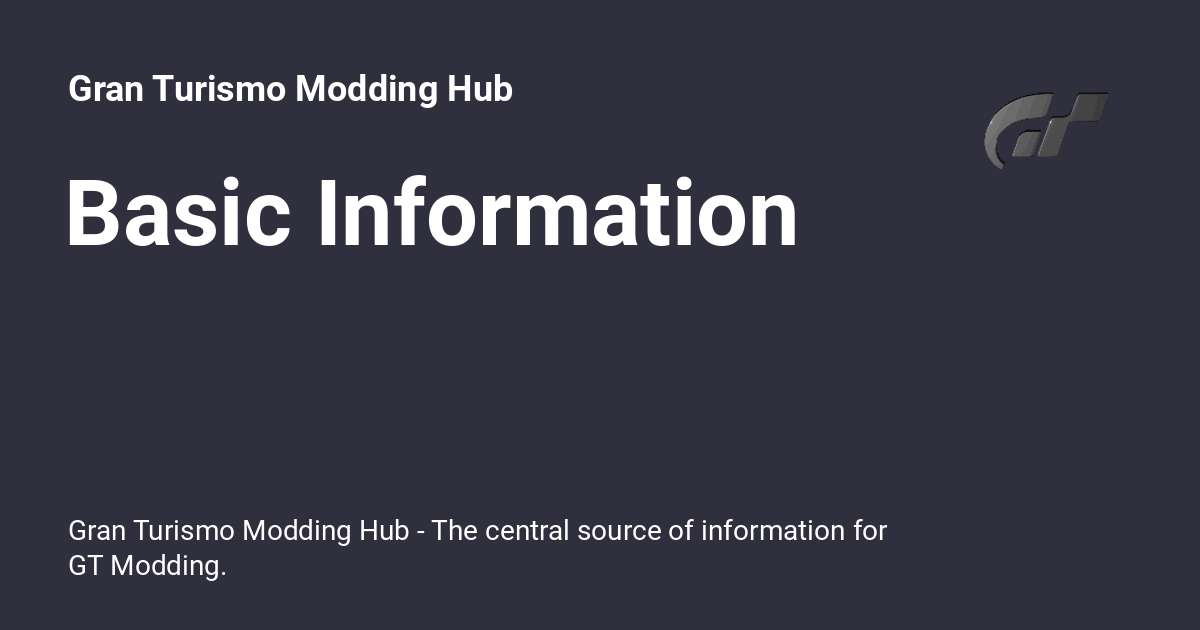 Gran Turismo Modding Hub
Basic Information
Gran Turismo Modding Hub - The central source of information for
GT Modding.